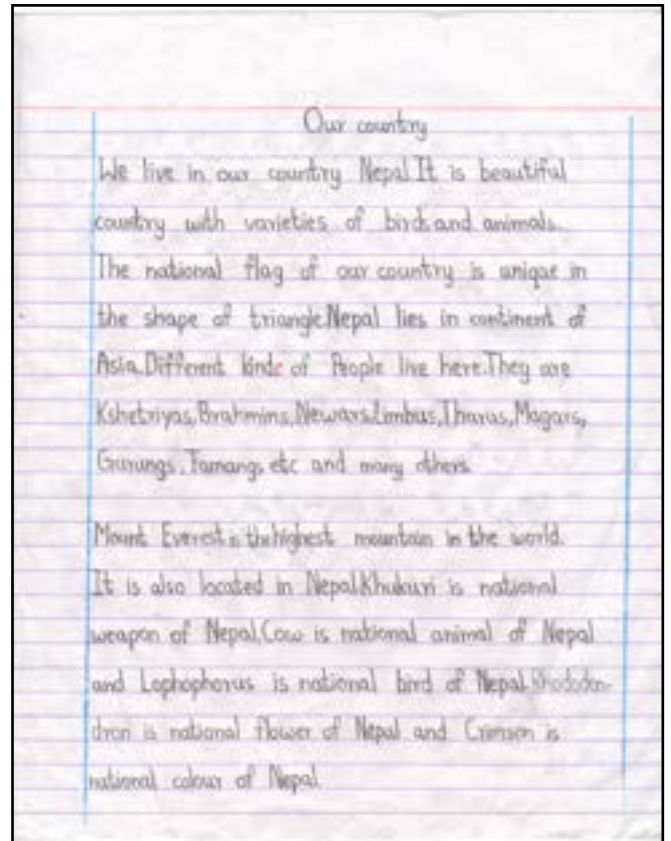 Our country
We live in our country Nepal.It is beautiful
country with varieties of birds and animals.
The national flag of our country is unique in
the shape of triangle.Nepal lies in continent of
Asia.Different kinds of People live here.They are
Kshetriyas,Brahmins,Newars,Limbus,Tharus,Magars,
Gurungs,Tamangs etc and many others.
Mount Everest is the highest mountain in the world.
It is also located in Nepal.Khukuri is national
weapon of Nepal.Cow is national animal of Nepal
and Lophophorus is national bird of Nepal.Rhododen-
dron is national flower of Nepal and Crimson is
national colour of Nepal.